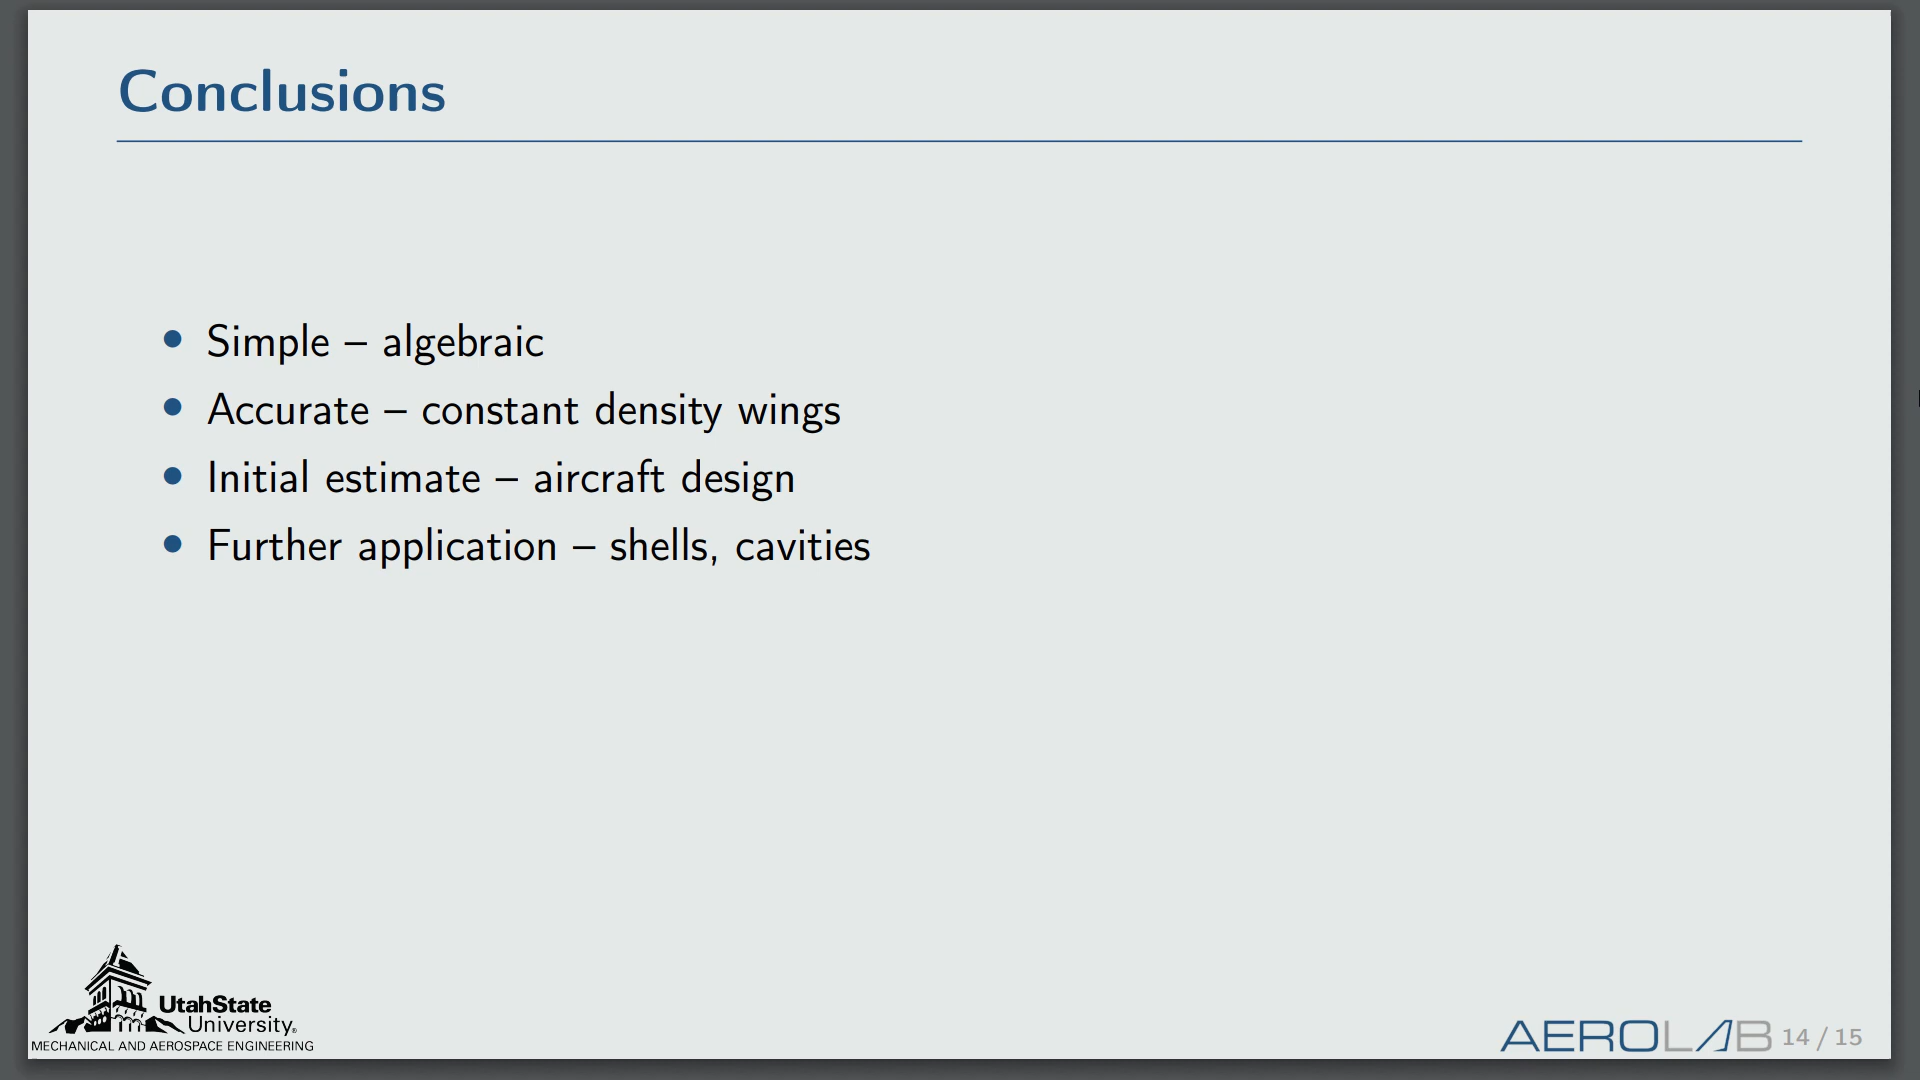 Conclusions
• Simple – algebraic
• Accurate – constant density wings
• Initial estimate – aircraft design
• Further application – shells, cavities
UtahState
University®
MECHANICAL AND AEROSPACE ENGINEERING
AEROLAB 14 / 15